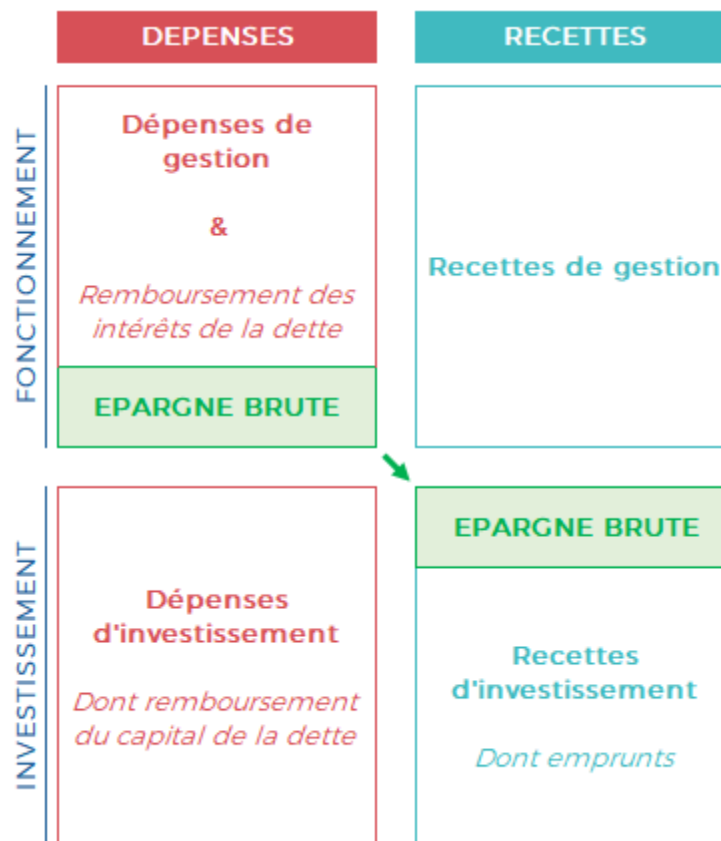 DEPENSES
RECETTES
FONCTIONNEMENT
Dépenses de
gestion
&
Remboursement des
intérêts de la dette
EPARGNE BRUTE
Recettes de gestion
INVESTISSEMENT
Dépenses
d'investissement
Dont remboursement
du capital de la dette
EPARGNE BRUTE
Recettes
d'investissement
Dont emprunts